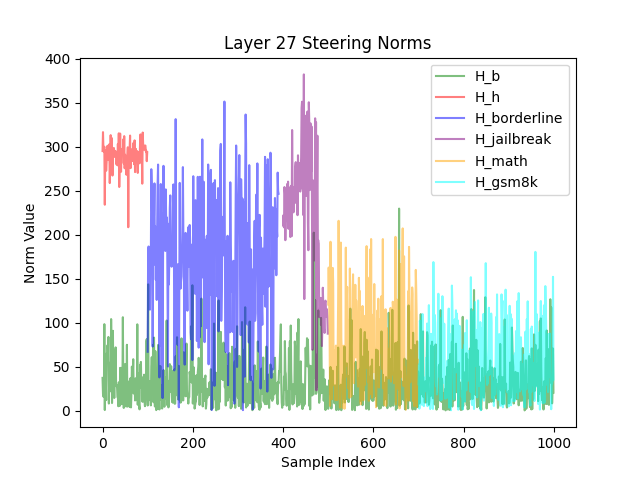 Layer 27 Steering Norms
400
350
300
250
200
150
100
50
0
Norm Value
H_b
H_h
H_borderline
H_jailbreak
H_math
H_gsm8k
0
200
400
600
800
1000
Sample Index